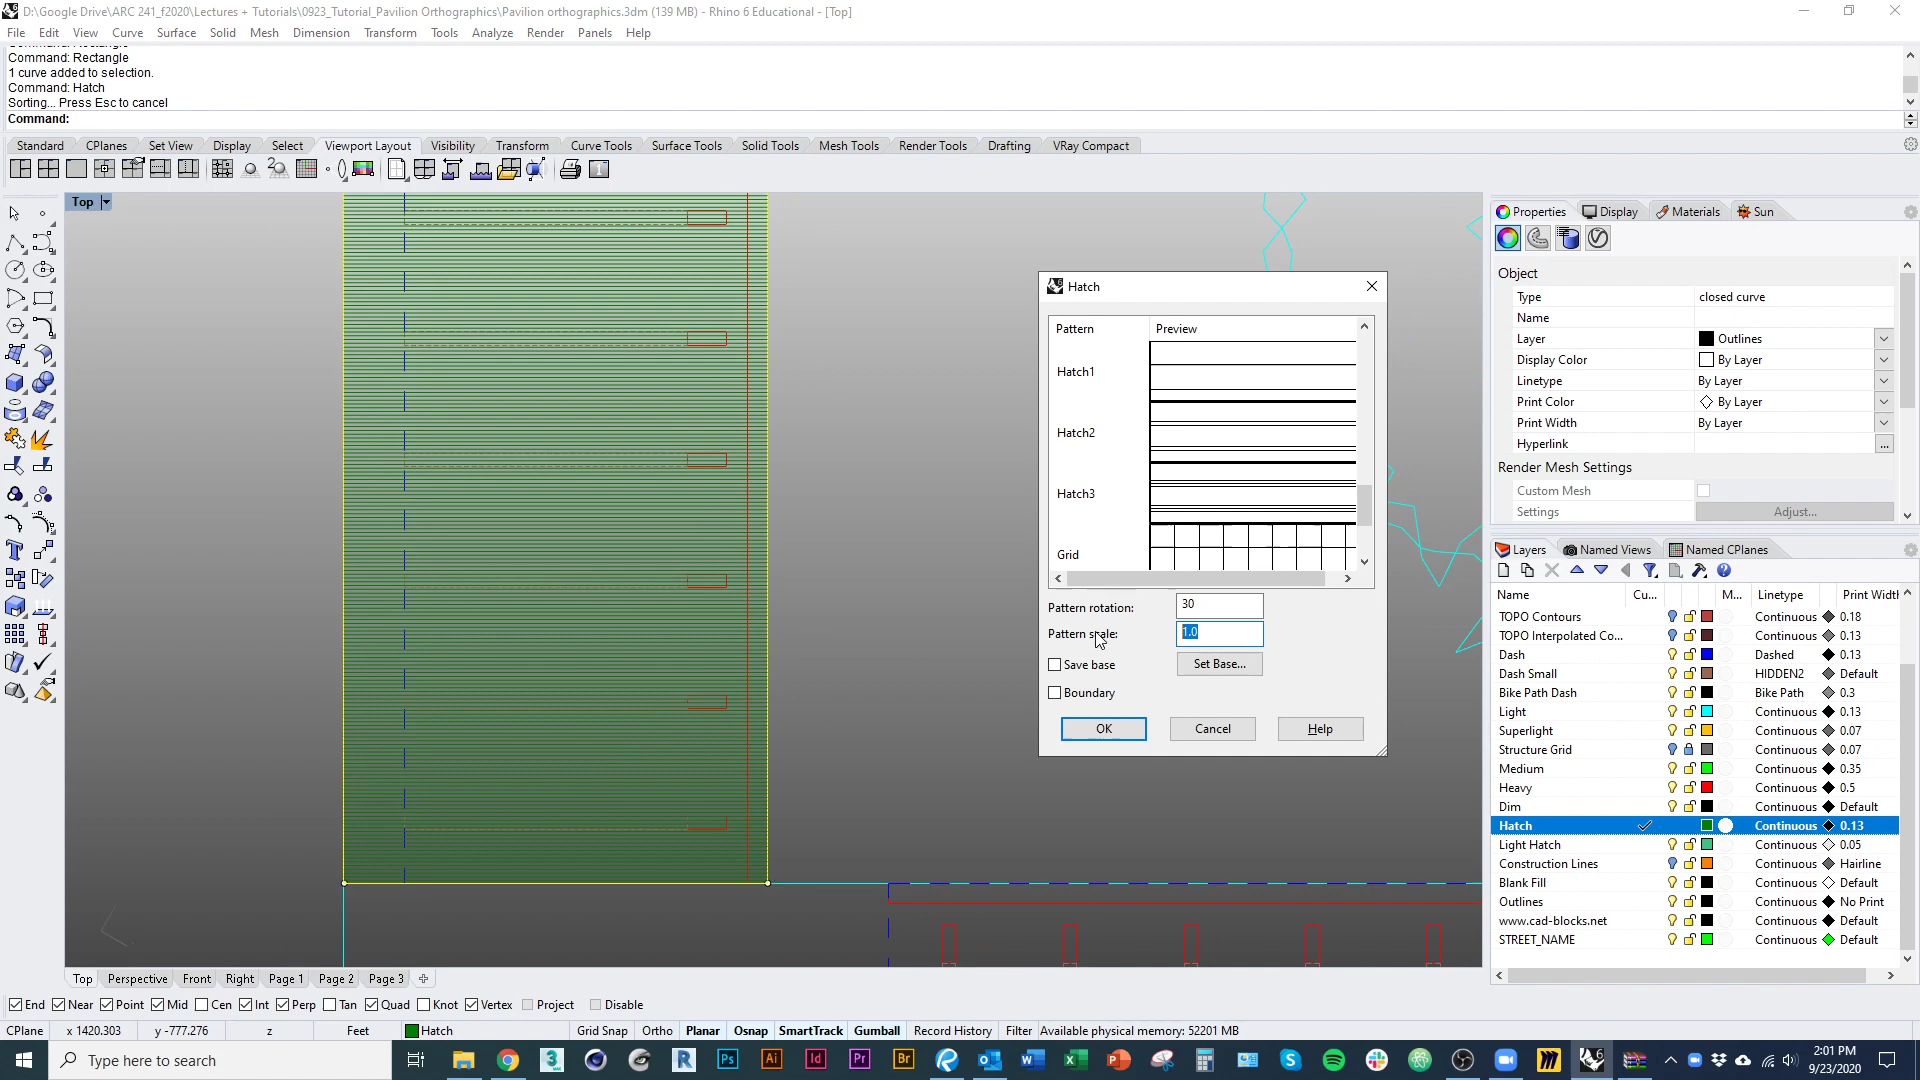 D:\Google Drive\ARC 241_f2020\Lectures + Tutorials\0923_Tutorial_Pavilion Orthographics\Pavilion orthographics.3dm (139 MB) - Rhino 6 Educational - [Top]
File Edit View Curve Surface Solid Mesh Dimension Transform Tools Analyze Render Panels Help
Command: Rectangle
1 curve added to selection.
Command: Hatch
Sorting... Press Esc to cancel
Command:
Standard CPlanes Set View Display Select Viewport Layout Visibility Transform Curve Tools Surface Tools Solid Tools Mesh Tools Render Tools Drafting VRay Compact
Top
Properties Display Materials Sun
Object
Type closed curve
Name
Layer Outlines
Display Color By Layer
Linetype By Layer
Print Color By Layer
Print Width By Layer
Hyperlink ...
Render Mesh Settings
Custom Mesh
Settings Adjust...
Hatch
Pattern Preview
Hatch1
Hatch2
Hatch3
Grid
Pattern rotation: 30
Pattern scale: 1.0
Save base Set Base...
Boundary
OK Cancel Help
Layers Named Views Named CPlanes
Name Cu... M... Linetype Print Width
TOPO Contours Continuous 0.18
TOPO Interpolated Co... Continuous 0.13
Dash Dashed 0.13
Dash Small HIDDEN2 Default
Bike Path Dash Bike Path 0.3
Light Continuous 0.13
Superlight Continuous 0.07
Structure Grid Continuous 0.07
Medium Continuous 0.35
Heavy Continuous 0.5
Dim Continuous Default
Hatch Continuous 0.13
Light Hatch Continuous 0.05
Construction Lines Continuous Hairline
Blank Fill Continuous Default
Outlines Continuous No Print
www.cad-blocks.net Continuous Default
STREET_NAME Continuous Default
Top Perspective Front Right Page 1 Page 2 Page 3
End Near Point Mid Cen Int Perp Tan Quad Knot Vertex Project Disable
CPlane x 1420.303 y -777.276 z Feet Hatch Grid Snap Ortho Planar Osnap SmartTrack Gumball Record History Filter Available physical memory: 52201 MB
Type here to search
2:01 PM
9/23/2020